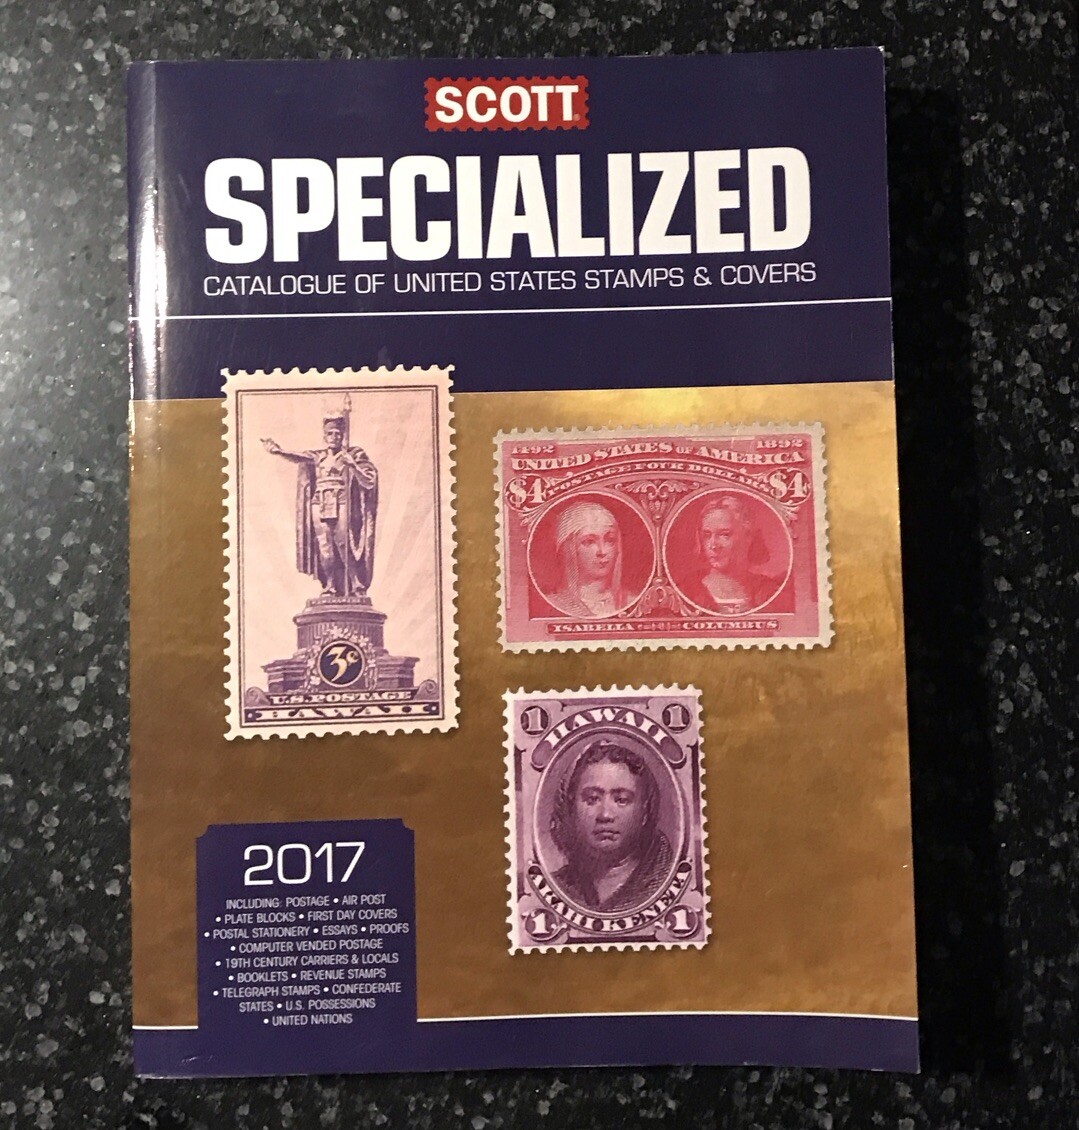 SCOTT
SPECIALIZED
CATALOGUE OF UNITED STATES STAMPS & COVERS
3¢
U.S. POSTAGE
HAWAII
1492 1892
UNITED STATES OF AMERICA
$4 POSTAGE FOUR DOLLARS $4
ISABELLA COLUMBUS
1 HAWAII 1
AKAHI KENETA
1 1
2017
INCLUDING: POSTAGE • AIR POST
• PLATE BLOCKS • FIRST DAY COVERS
• POSTAL STATIONERY • ESSAYS • PROOFS
• COMPUTER VENDED POSTAGE
• 19TH CENTURY CARRIERS & LOCALS
• BOOKLETS • REVENUE STAMPS
• TELEGRAPH STAMPS • CONFEDERATE
STATES • U.S. POSSESSIONS
• UNITED NATIONS